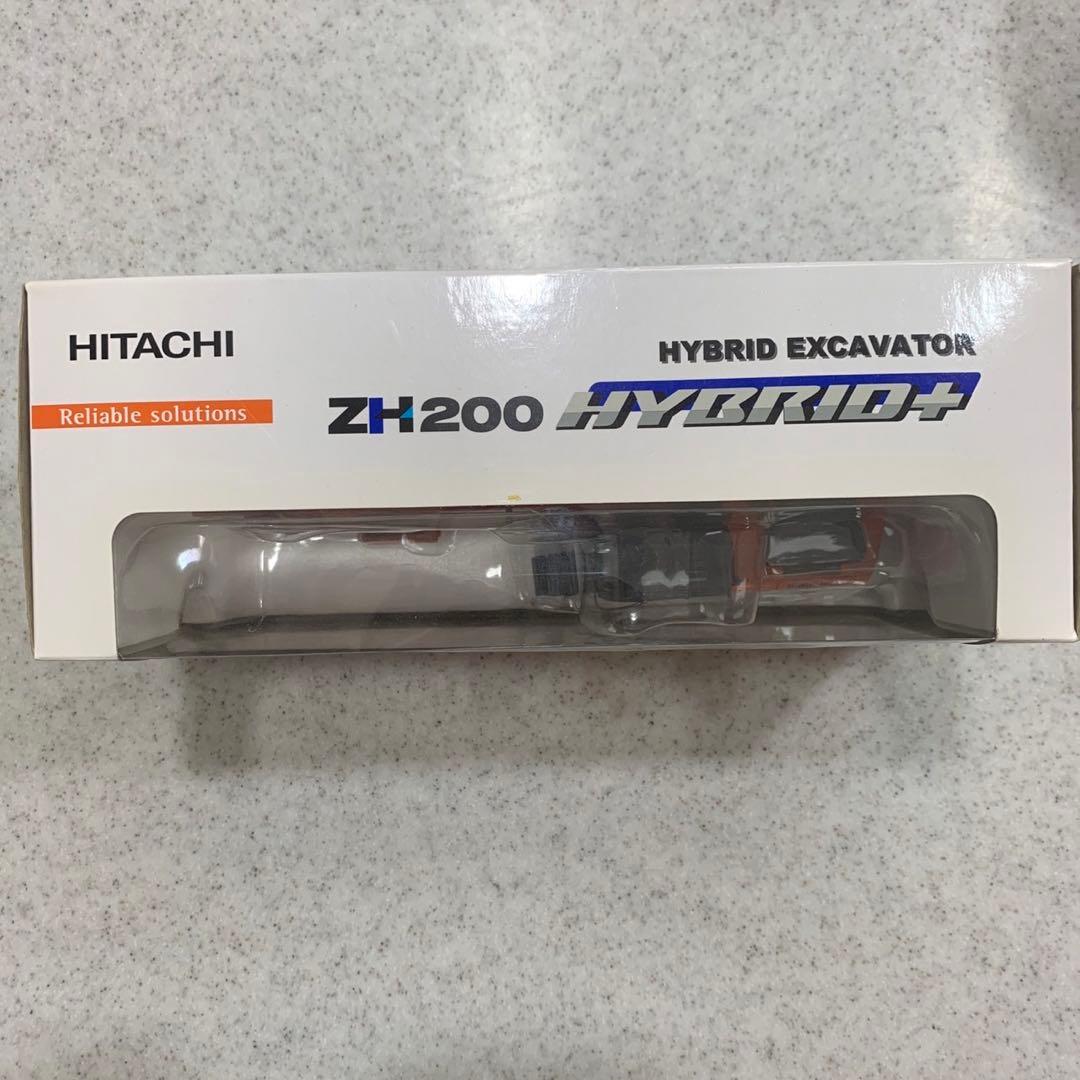 HITACHI
Reliable solutions
HYBRID EXCAVATOR
ZH200 HYBRID+